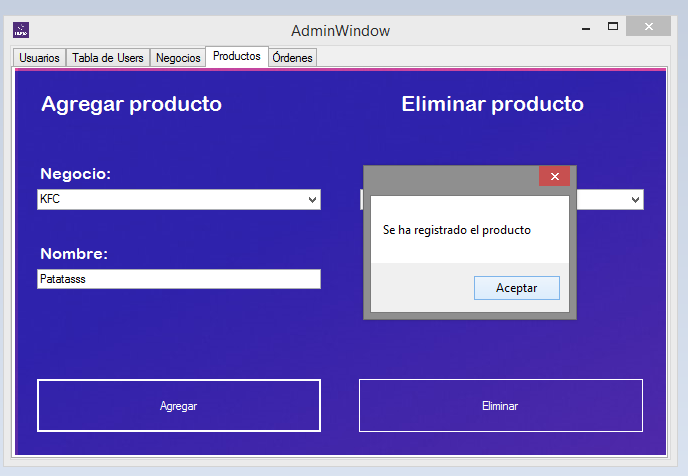 AdminWindow
Usuarios
Tabla de Users
Negocios
Productos
Órdenes
Agregar producto
Eliminar producto
Negocio:
KFC
Se ha registrado el producto
Nombre:
Patatasss
Aceptar
Agregar
Eliminar